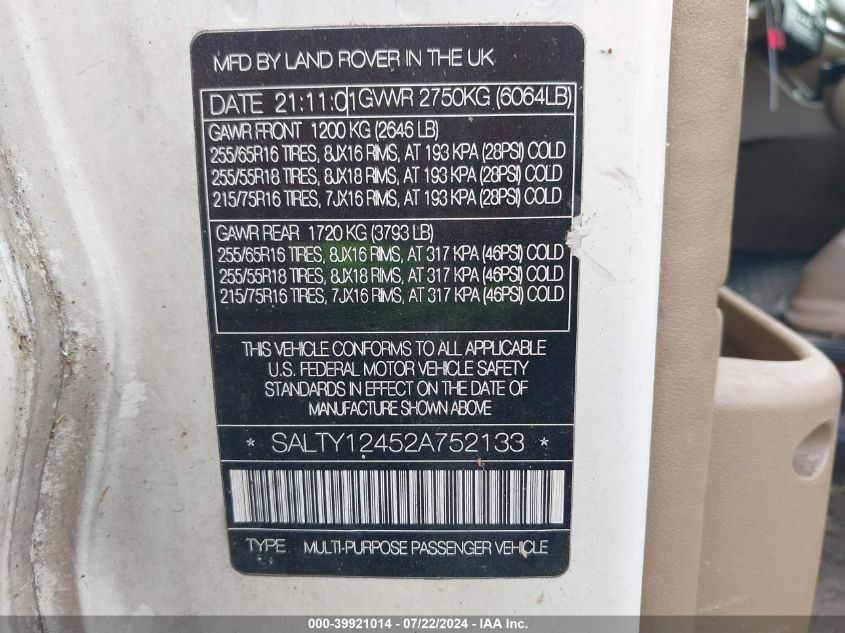 MFD BY LAND ROVER IN THE UK
DATE 21:11:01 GVWR 2750KG (6064LB)
GAWR FRONT 1200 KG (2646 LB)
255/65R16 TIRES, 8JX16 RIMS, AT 193 KPA (28PSI) COLD
255/55R18 TIRES, 8JX18 RIMS, AT 193 KPA (28PSI) COLD
215/75R16 TIRES, 7JX16 RIMS, AT 193 KPA (28PSI) COLD
GAWR REAR 1720 KG (3793 LB)
255/65R16 TIRES, 8JX16 RIMS, AT 317 KPA (46PSI) COLD
255/55R18 TIRES, 8JX18 RIMS, AT 317 KPA (46PSI) COLD
215/75R16 TIRES, 7JX16 RIMS, AT 317 KPA (46PSI) COLD
THIS VEHICLE CONFORMS TO ALL APPLICABLE
U.S. FEDERAL MOTOR VEHICLE SAFETY
STANDARDS IN EFFECT ON THE DATE OF
MANUFACTURE SHOWN ABOVE
* SALTY12452A752133 *
TYPE MULTI-PURPOSE PASSENGER VEHICLE
000-39921014 - 07/22/2024 - IAA Inc.